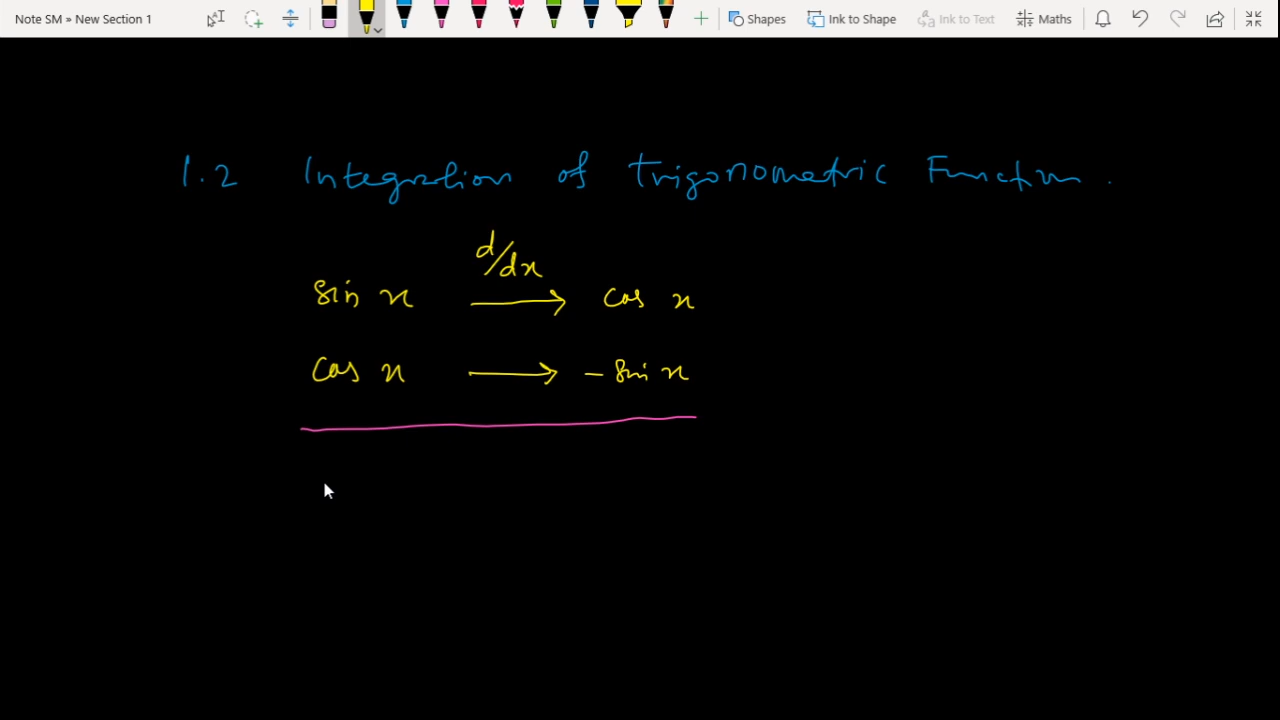 Note SM » New Section 1
Shapes
Ink to Shape
Ink to Text
Maths
1.2 Integration of Trigonometric Function.
d/dx
sin x → cos x
cos x → - sin x